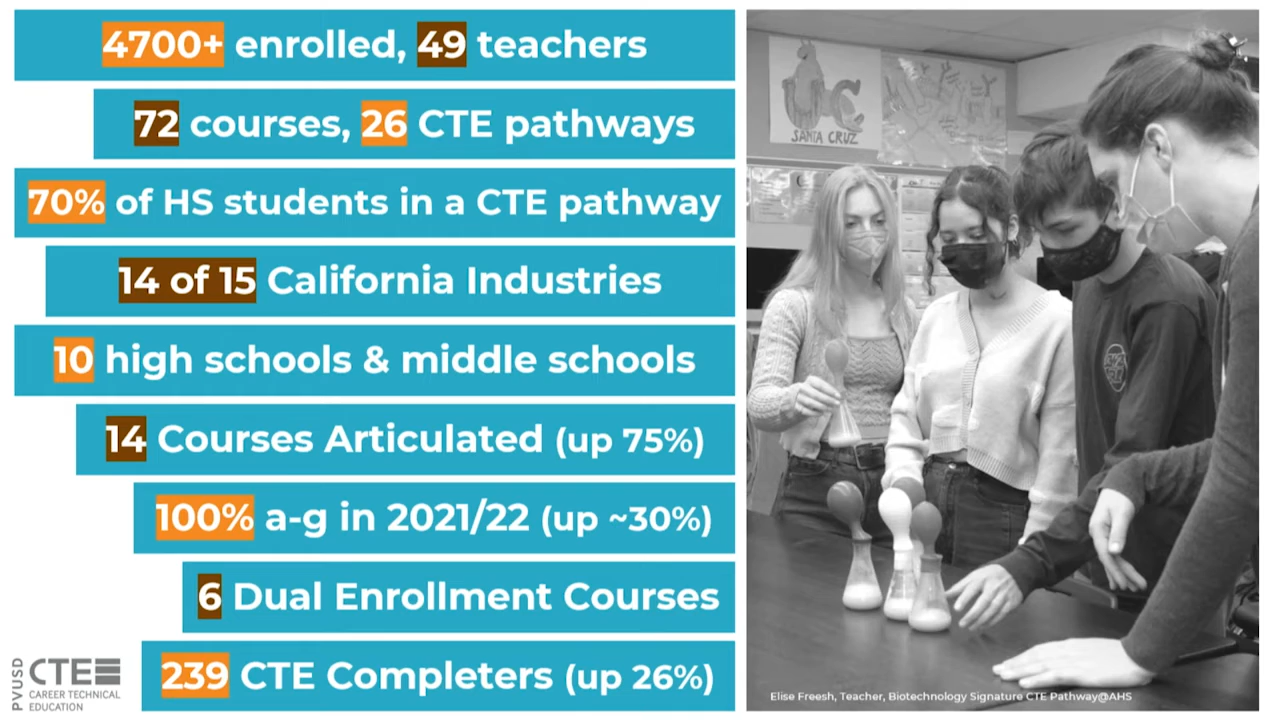 4700+ enrolled, 49 teachers
72 courses, 26 CTE pathways
70% of HS students in a CTE pathway
14 of 15 California Industries
10 high schools & middle schools
14 Courses Articulated (up 75%)
100% a-g in 2021/22 (up ~30%)
6 Dual Enrollment Courses
239 CTE Completers (up 26%)
PVUSD
CTE
CAREER TECHNICAL
EDUCATION
UC
SANTA CRUZ
Elise Freesh, Teacher, Biotechnology Signature CTE Pathway@AHS